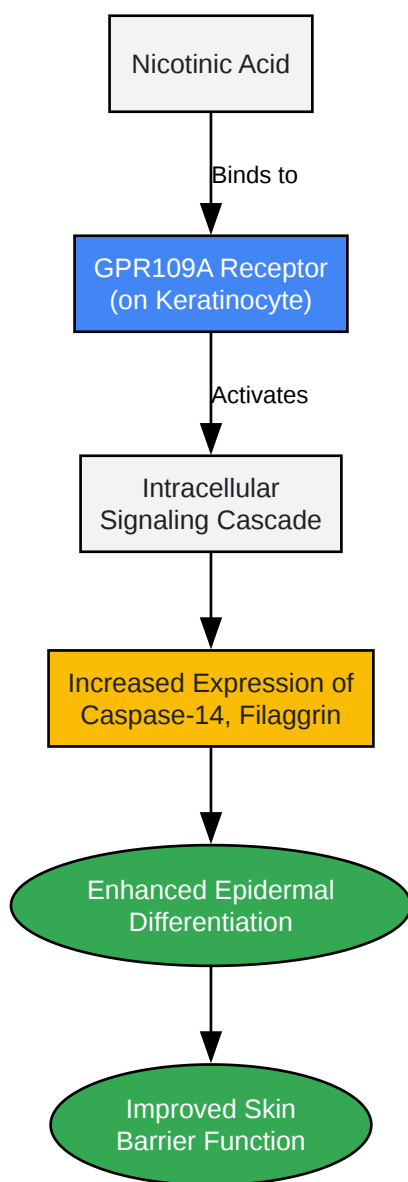 Nicotinic Acid
Binds to
GPR109A Receptor
(on Keratinocyte)
Activates
Intracellular
Signaling Cascade
Increased Expression of
Caspase-14, Filaggrin
Enhanced Epidermal
Differentiation
Improved Skin
Barrier Function